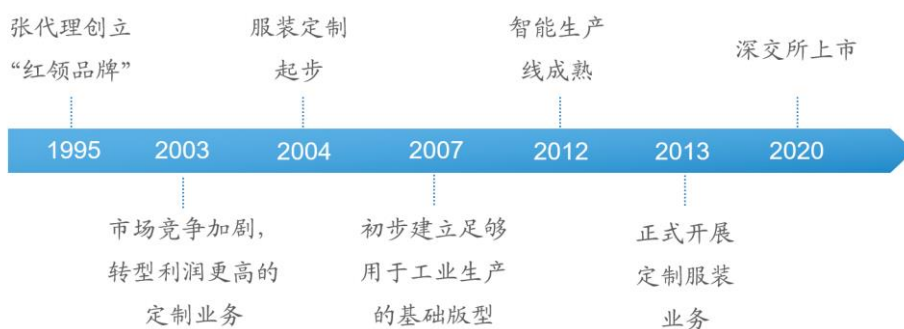 张代理创立
“红领品牌”
服装定制
起步
智能生产
线成熟
深交所上市
1995 2003 2004 2007 2012 2013 2020
市场竞争加剧，
转型利润更高的
定制业务
初步建立足够
用于工业生产
的基础版型
正式开展
定制服装
业务